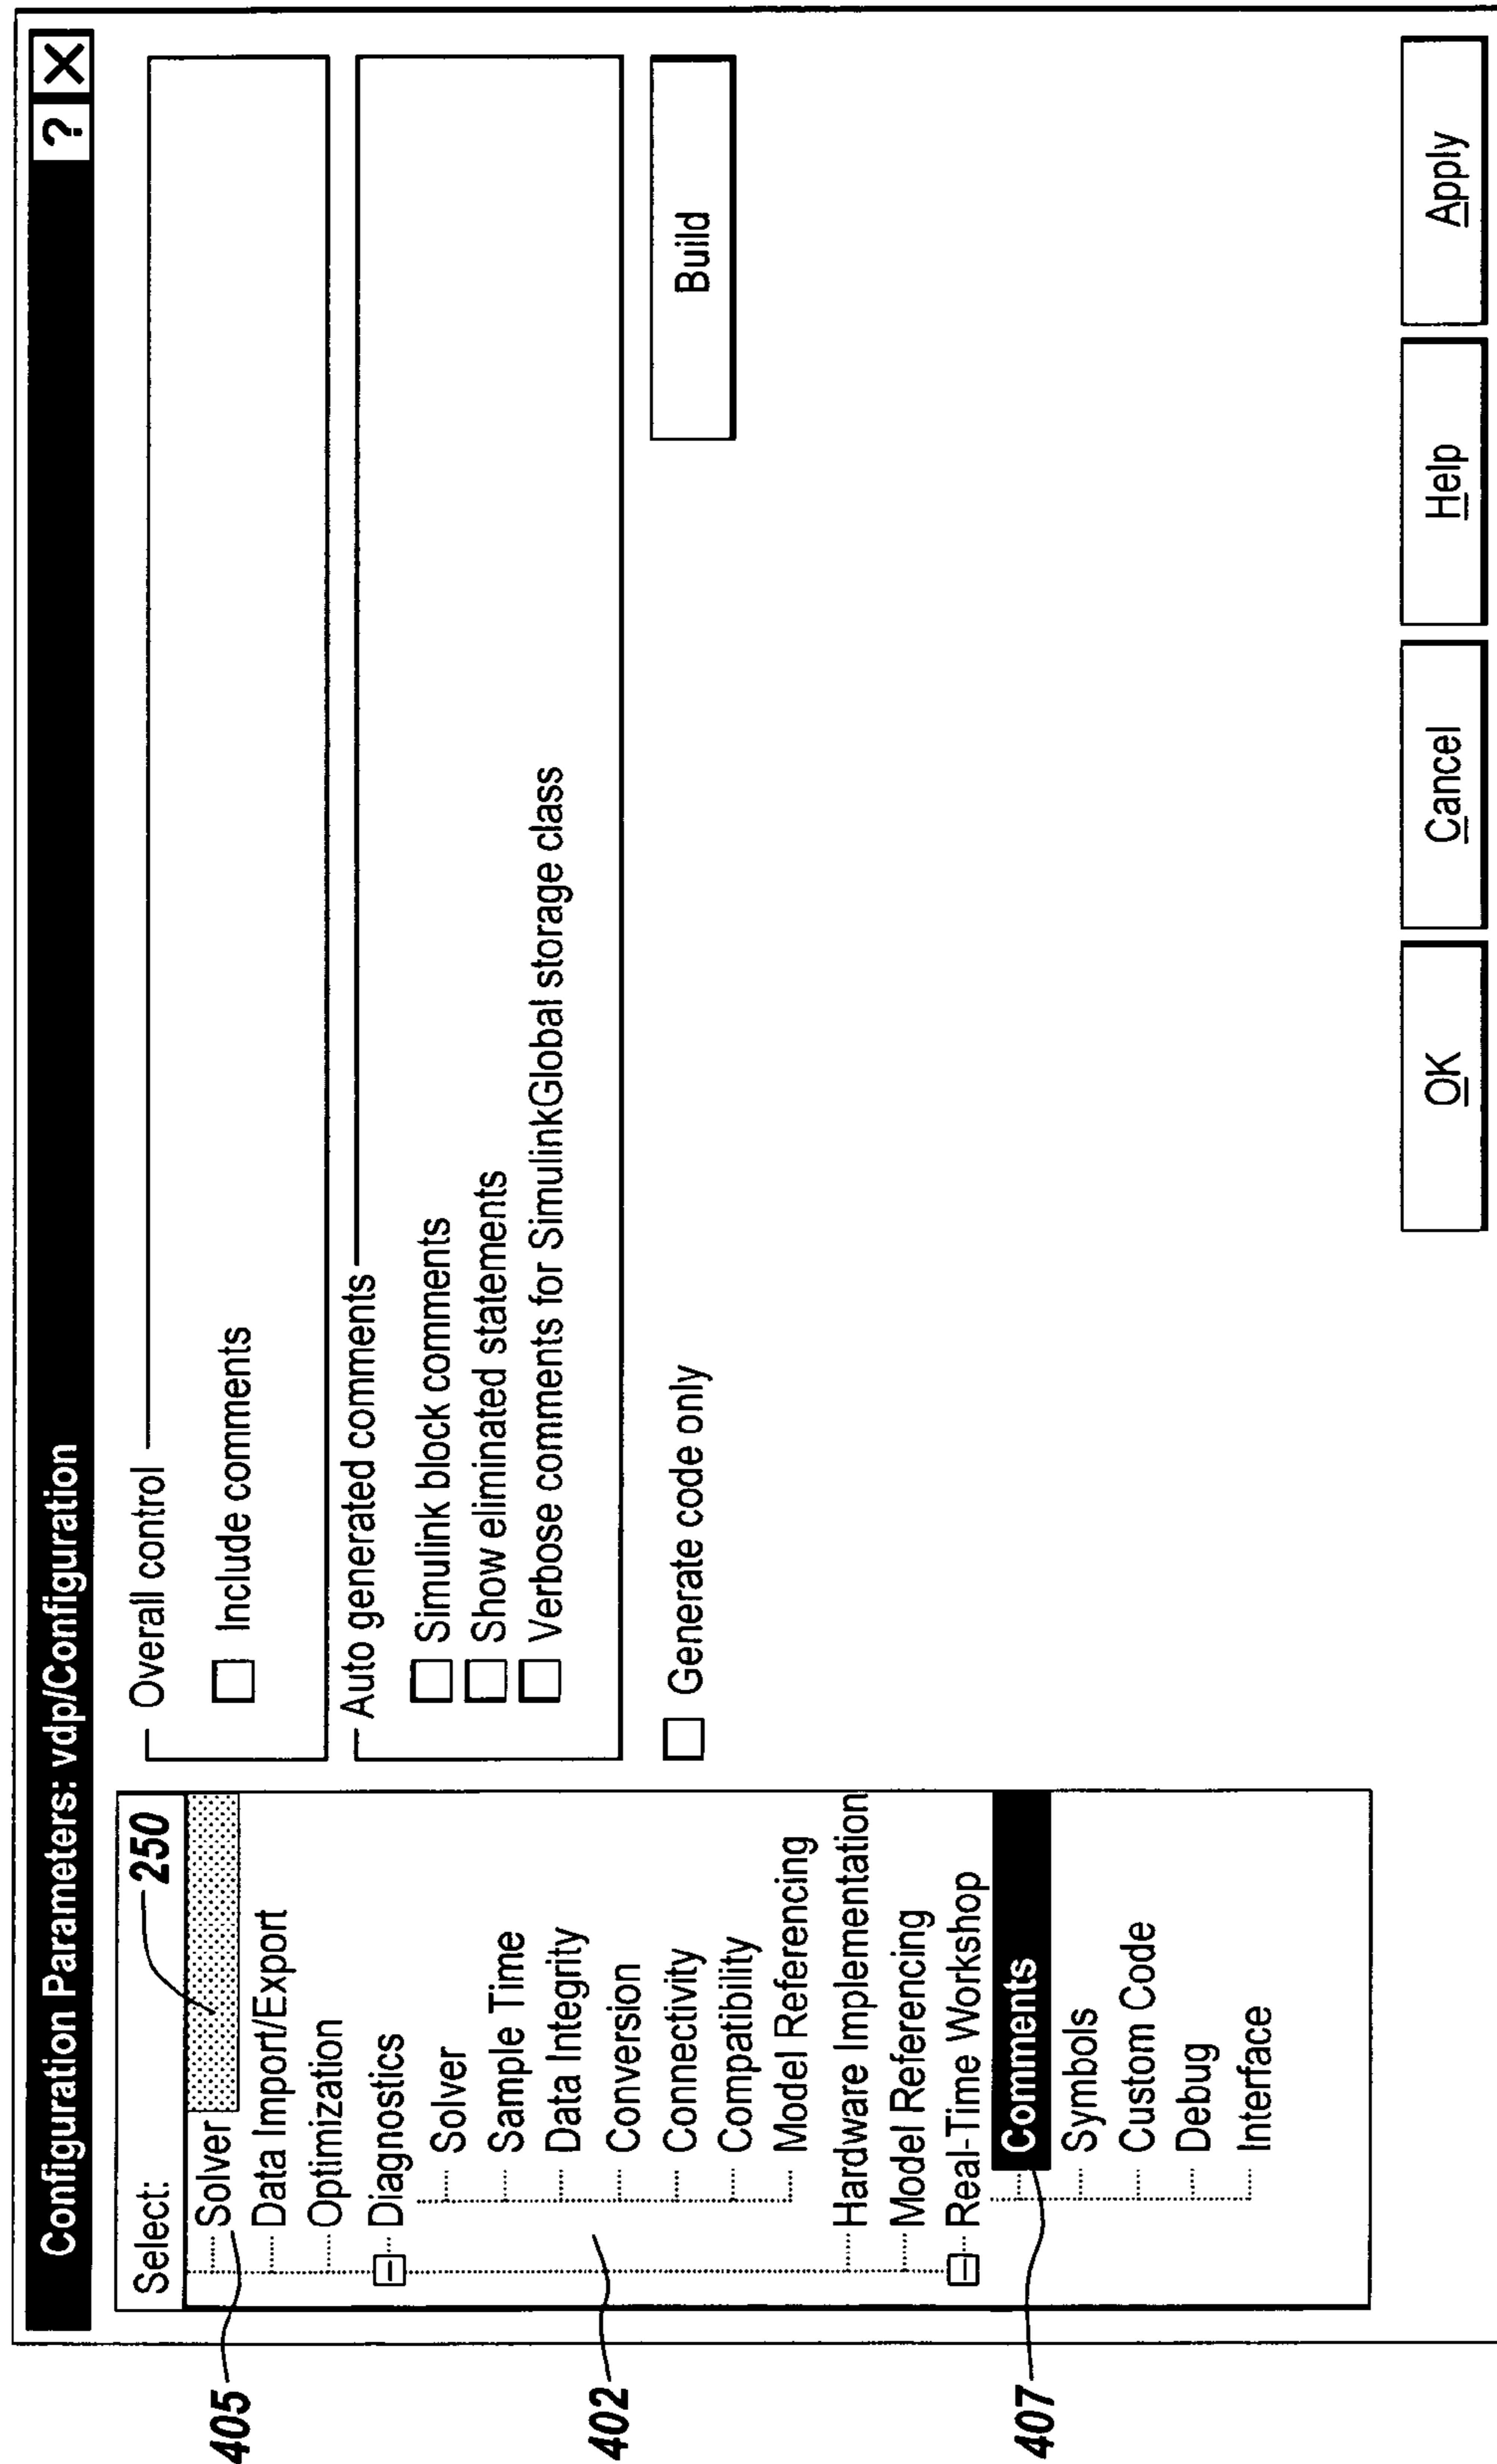 Configuration Parameters: vdp/Configuration
? X
Select:
250
405
Solver
Data Import/Export
Optimization
Diagnostics
Solver
Sample Time
Data Integrity
402
Conversion
Connectivity
Compatibility
Model Referencing
Hardware Implementation
Model Referencing
Real-Time Workshop
407
Comments
Symbols
Custom Code
Debug
Interface
Overall control
Include comments
Auto generated comments
Simulink block comments
Show eliminated statements
Verbose comments for SimulinkGlobal storage class
Generate code only
Build
OK
Cancel
Help
Apply